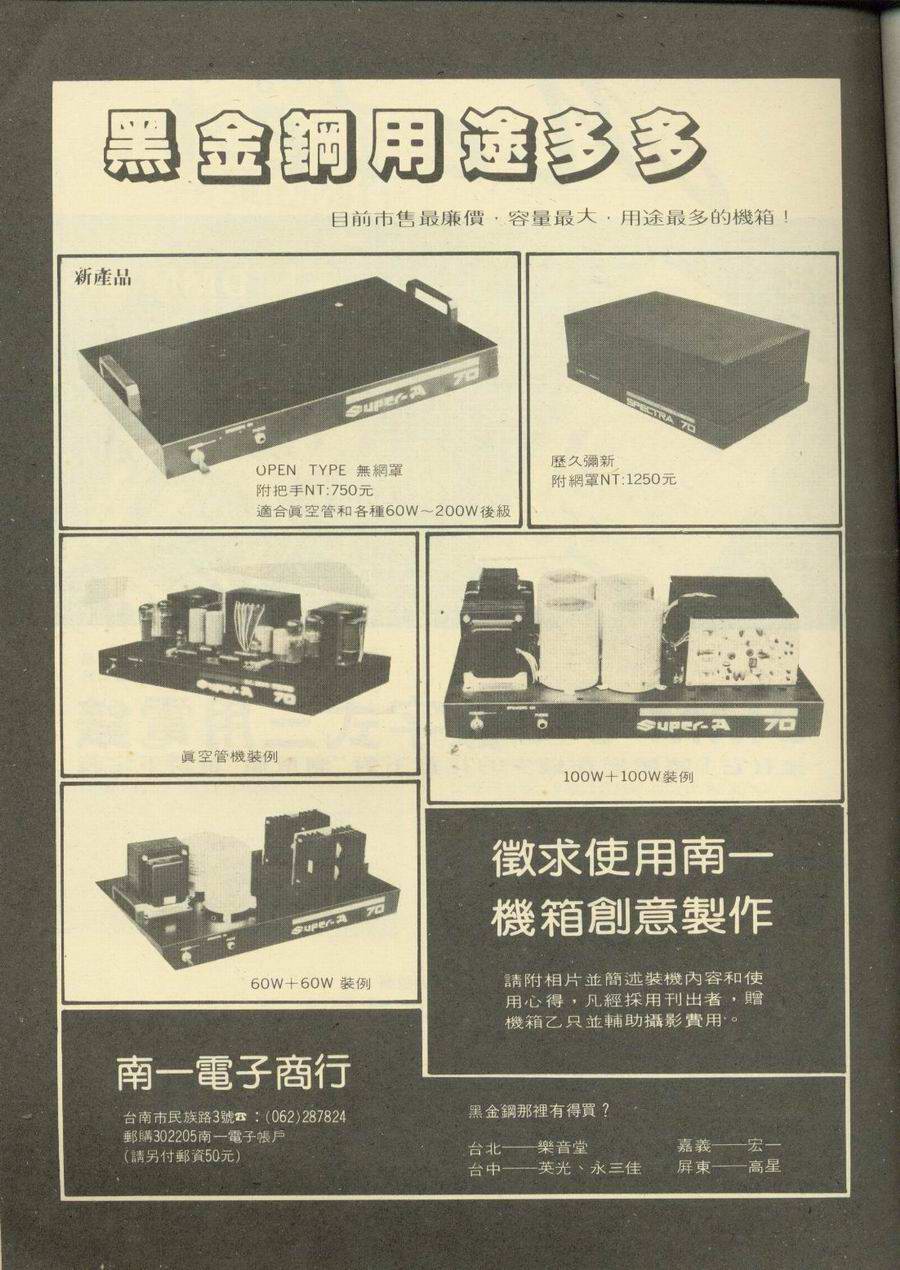 黑金鋼用途多多
目前市售最廉價．容量最大．用途最多的機箱！
新產品
Super-A 70
OPEN TYPE 無網罩
附把手NT:750元
適合眞空管和各種60W～200W後級
SPECTRA 70
歷久彌新
附網罩NT:1250元
Super-A 70
眞空管機裝例
Super-A 70
100W＋100W裝例
Super-A 70
60W＋60W 裝例
徵求使用南一
機箱創意製作
請附相片並簡述裝機內容和使
用心得，凡經採用刊出者，贈
機箱乙只並輔助攝影費用。
南一電子商行
台南市民族路3號☎：(062)287824
郵購302205南一電子帳戶
(請另付郵資50元)
黑金鋼那裡有得買？
台北──樂音堂 嘉義──宏一
台中──英光、永三佳 屏東──高星